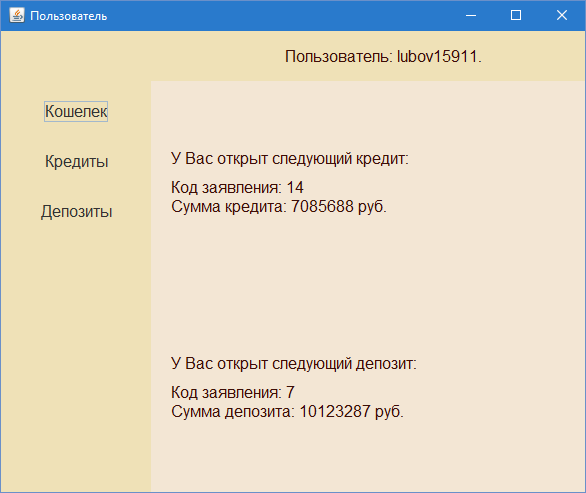 Пользователь
Пользователь: lubov15911.
Кошелек
Кредиты
Депозиты
У Вас открыт следующий кредит:
Код заявления: 14
Сумма кредита: 7085688 руб.
У Вас открыт следующий депозит:
Код заявления: 7
Сумма депозита: 10123287 руб.